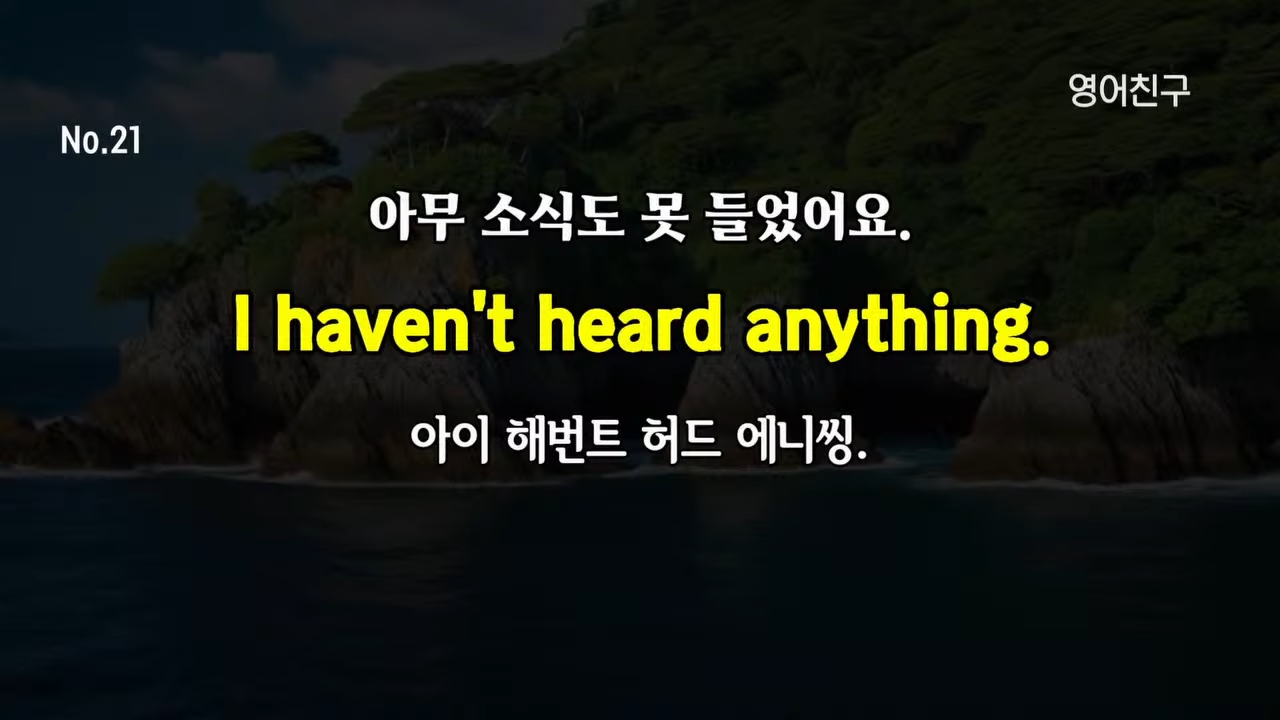 영어친구
No.21
아무 소식도 못 들었어요.
I haven't heard anything.
아이 해번트 허드 에니씽.